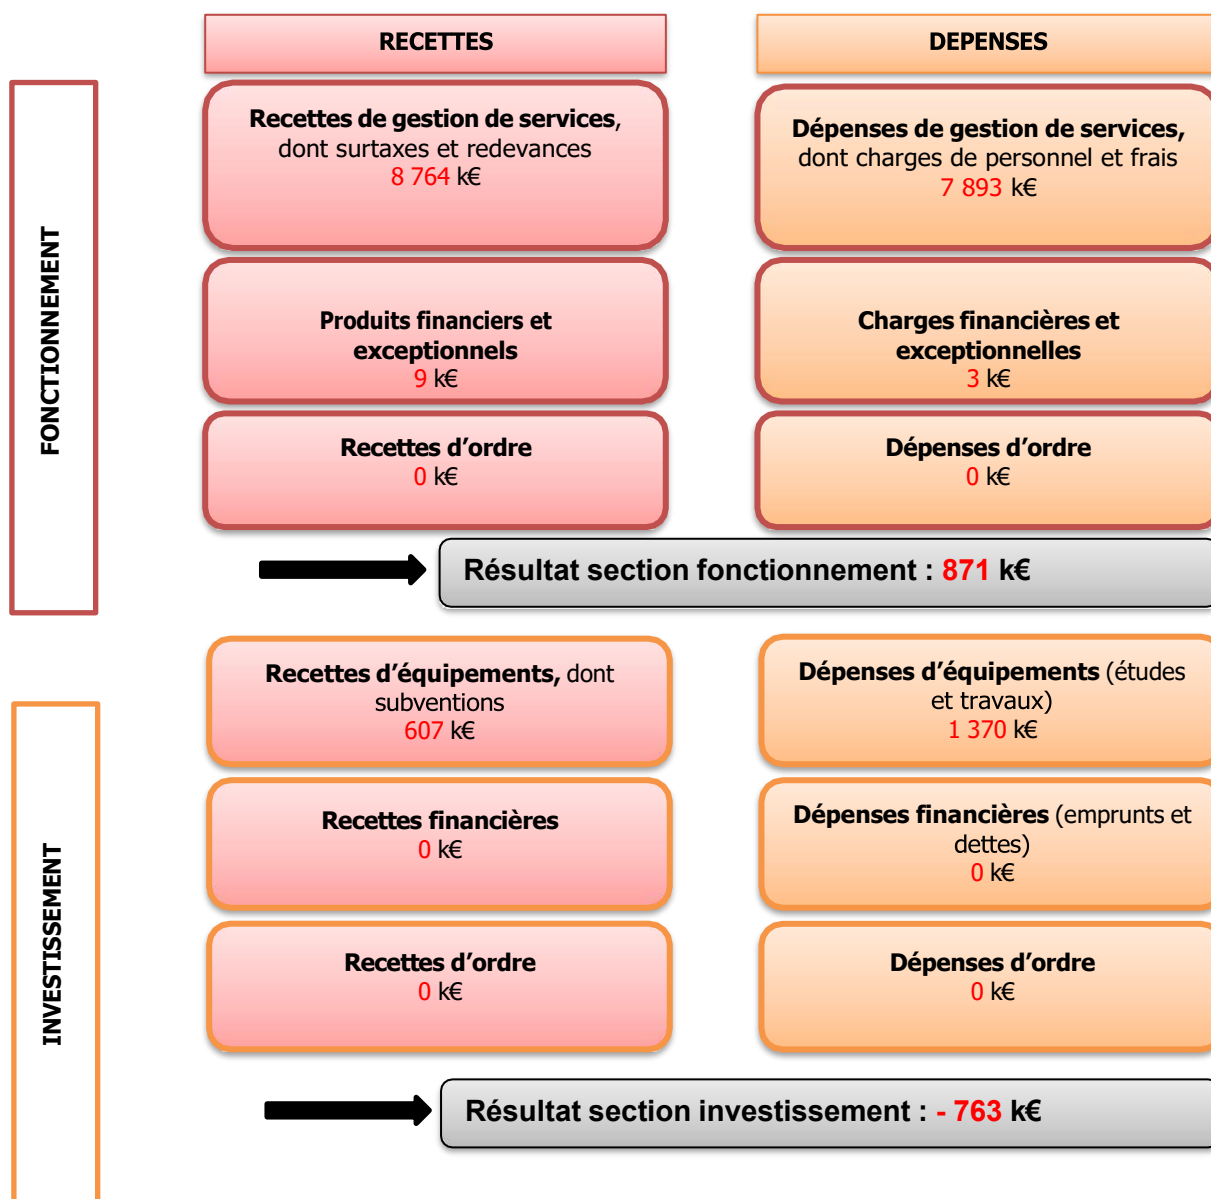 RECETTES
DEPENSES
FONCTIONNEMENT
Recettes de gestion de services,
dont surtaxes et redevances
8 764 k€
Dépenses de gestion de services,
dont charges de personnel et frais
7 893 k€
Produits financiers et
exceptionnels
9 k€
Charges financières et
exceptionnelles
3 k€
Recettes d’ordre
0 k€
Dépenses d’ordre
0 k€
Résultat section fonctionnement : 871 k€
INVESTISSEMENT
Recettes d’équipements, dont
subventions
607 k€
Dépenses d’équipements (études
et travaux)
1 370 k€
Recettes financières
0 k€
Dépenses financières (emprunts et
dettes)
0 k€
Recettes d’ordre
0 k€
Dépenses d’ordre
0 k€
Résultat section investissement : - 763 k€